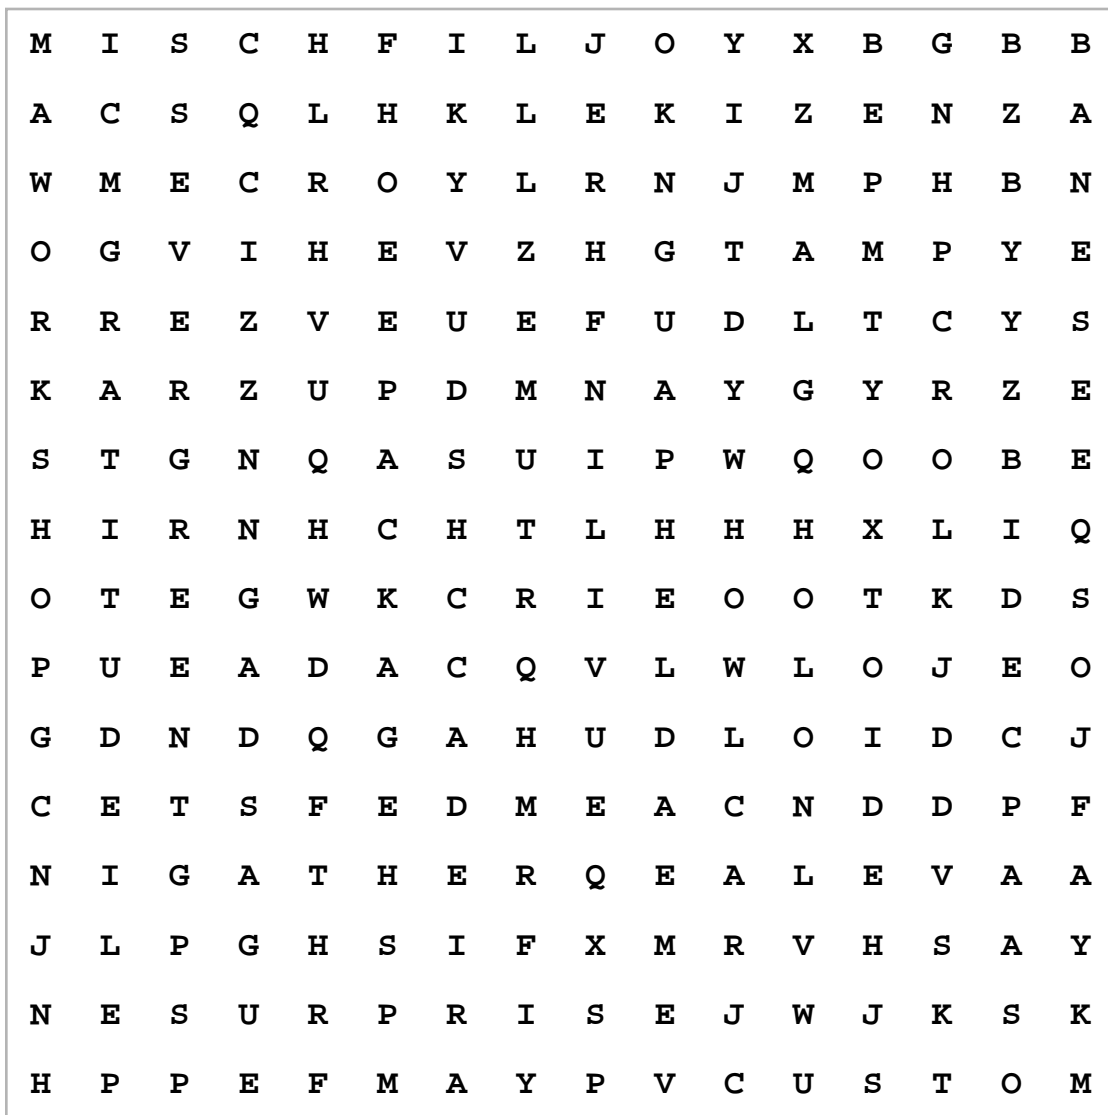 M I S C H F I L J O Y X B G B B
A C S Q L H K L E K I Z E N Z A
W M E C R O Y L R N J M P H B N
O G V I H E V Z H G T A M P Y E
R R E Z V E U E F U D L T C Y S
K A R Z U P D M N A Y G Y R Z E
S T G N Q A S U I P W Q O O B E
H I R N H C H T L H H H X L I Q
O T E G W K C R I E O O T K D S
P U E A D A C Q V L W L O J E O
G D N D Q G A H U D L O I D C J
C E T S F E D M E A C N D D P F
N I G A T H E R Q E A L E V A A
J L P G H S I F X M R V H S A Y
N E S U R P R I S E J W J K S K
H P P E F M A Y P V C U S T O M